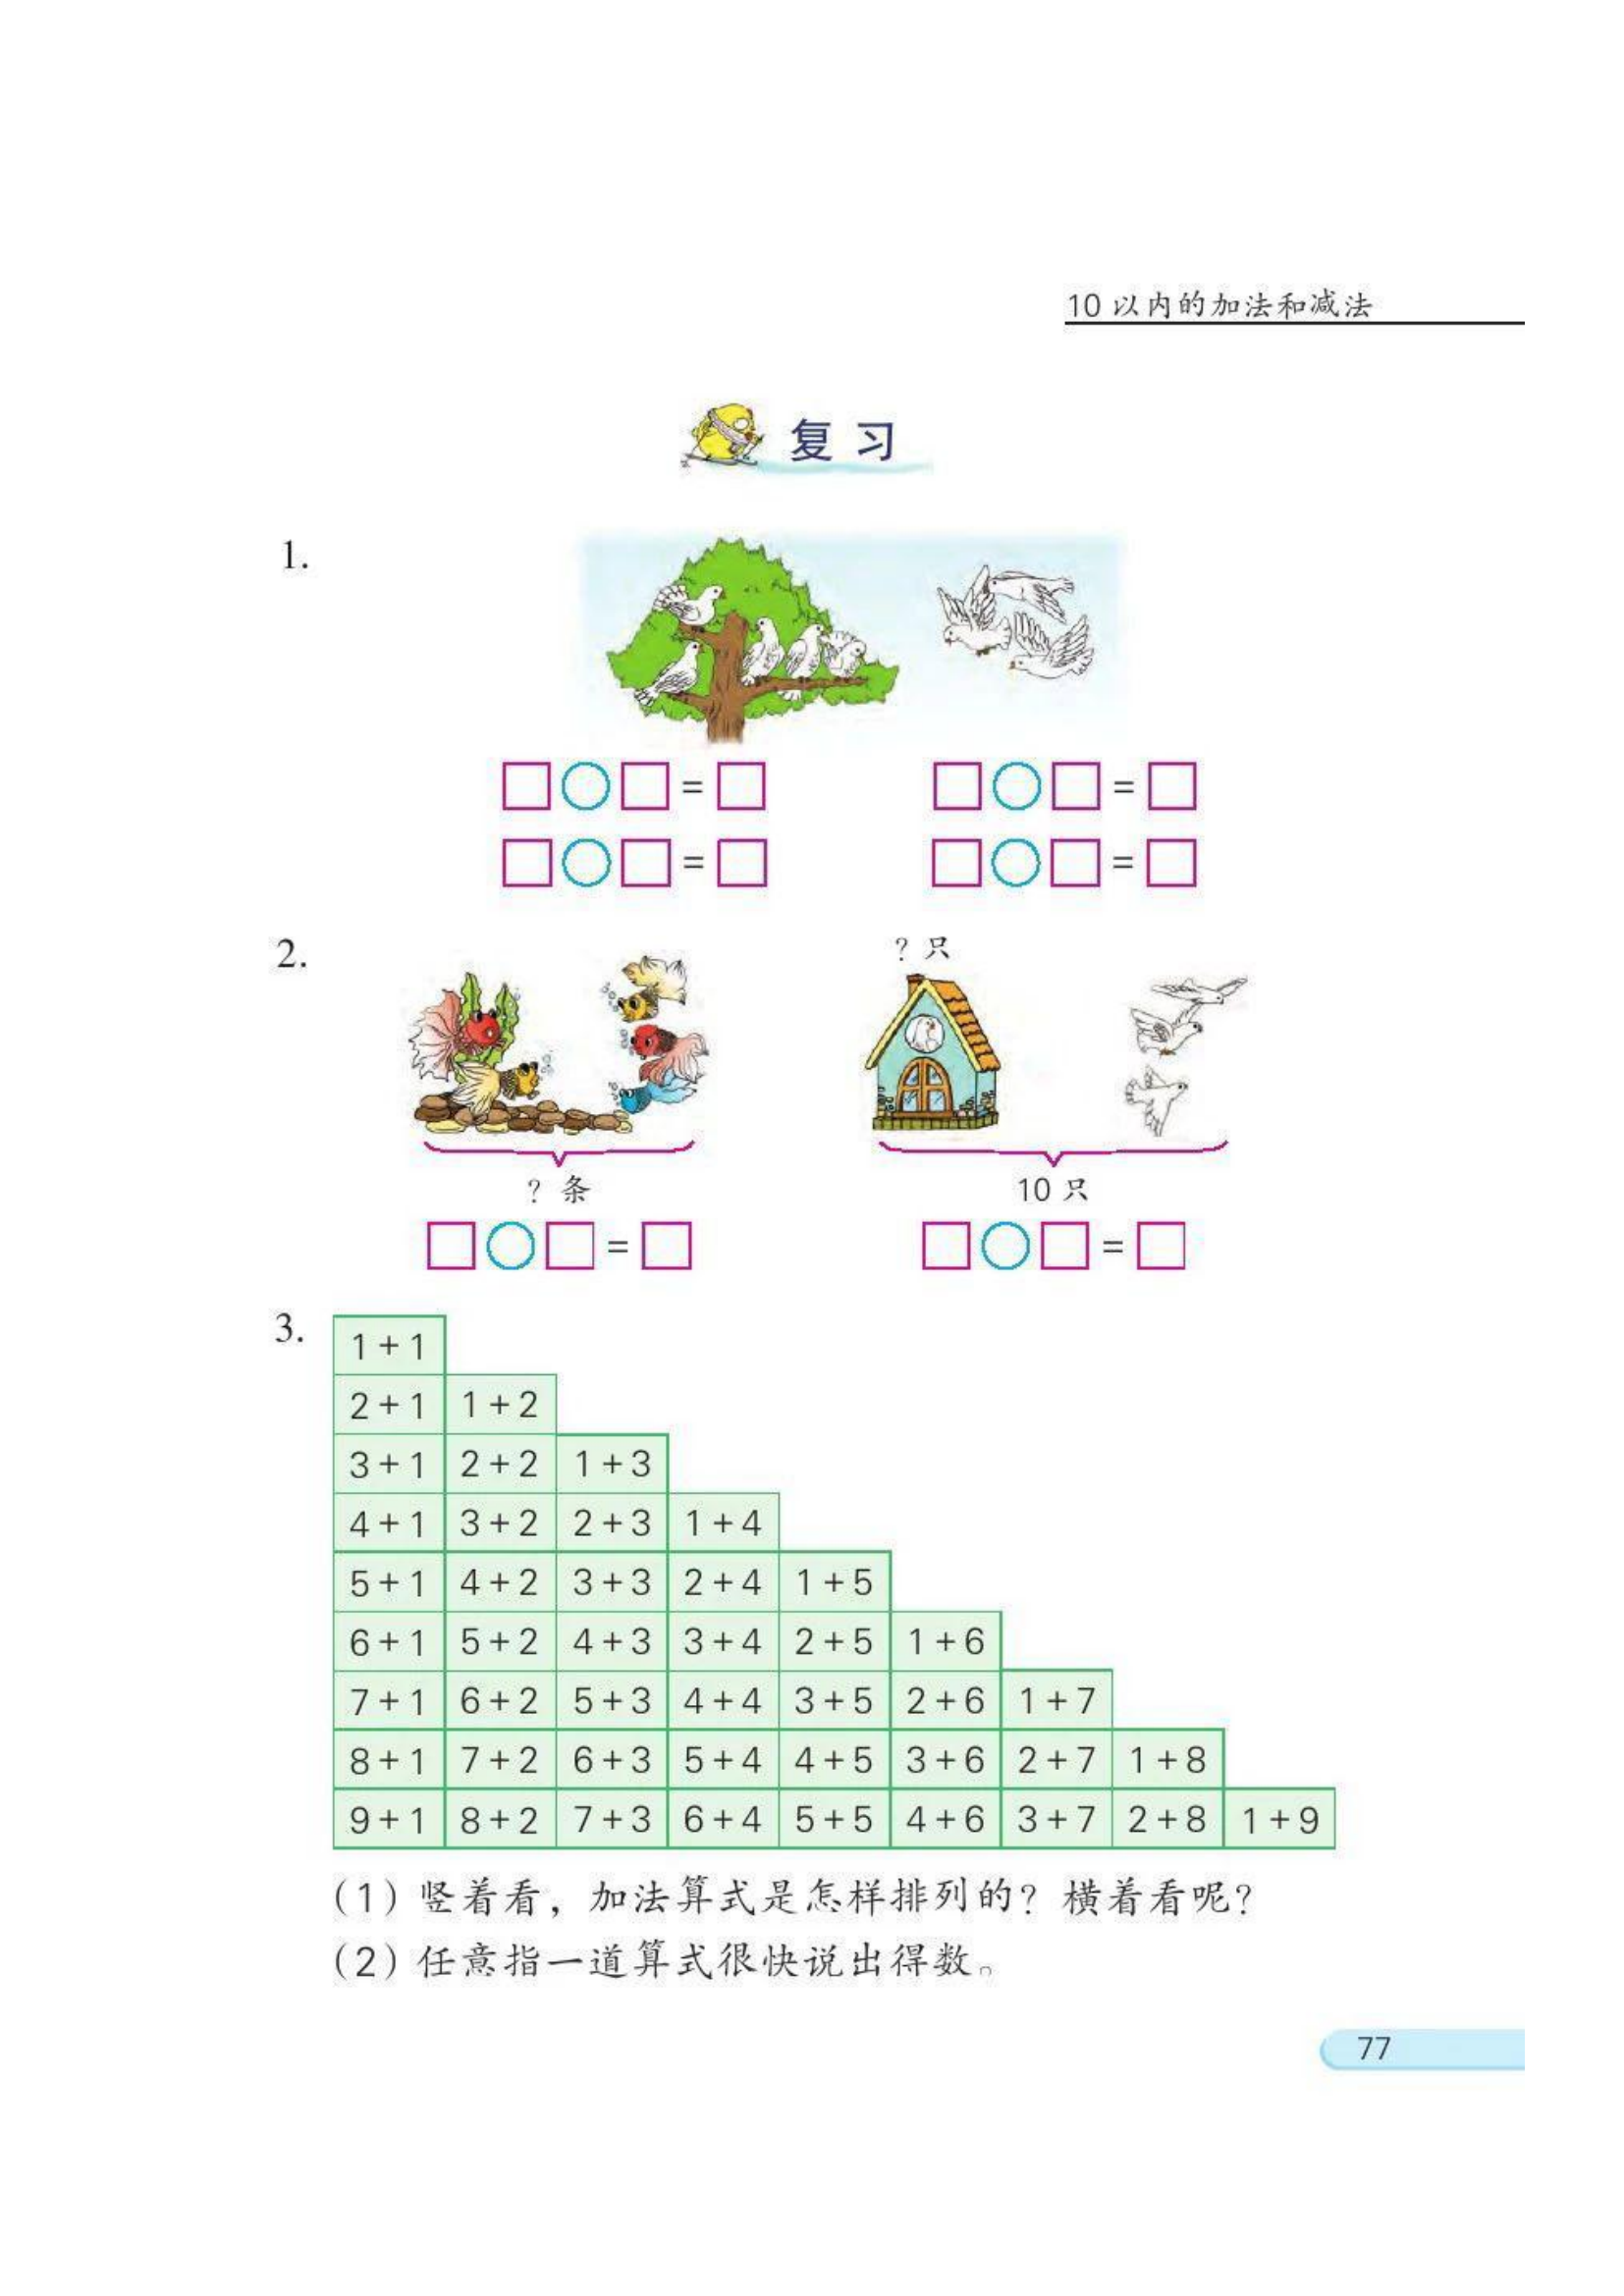 10 以内的加法和减法
复习
1.
□○□=□ □○□=□
□○□=□ □○□=□
2.
? 只
? 条 10 只
□○□=□ □○□=□
3.
1+1
2+1 1+2
3+1 2+2 1+3
4+1 3+2 2+3 1+4
5+1 4+2 3+3 2+4 1+5
6+1 5+2 4+3 3+4 2+5 1+6
7+1 6+2 5+3 4+4 3+5 2+6 1+7
8+1 7+2 6+3 5+4 4+5 3+6 2+7 1+8
9+1 8+2 7+3 6+4 5+5 4+6 3+7 2+8 1+9
(1) 竖着看，加法算式是怎样排列的？横着看呢？
(2) 任意指一道算式很快说出得数。
77